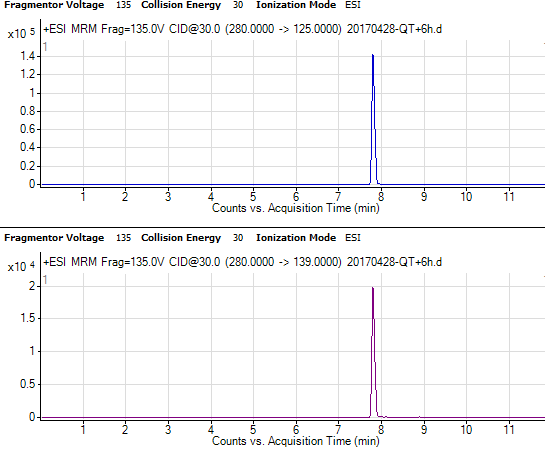 Fragmentor Voltage 135 Collision Energy 30 Ionization Mode ESI
x10 5
+ESI MRM Frag=135.0V CID@30.0 (280.0000 -> 125.0000) 20170428-QT+6h.d
1
1.4
1.2
1
0.8
0.6
0.4
0.2
0
1 2 3 4 5 6 7 8 9 10 11
Counts vs. Acquisition Time (min)
Fragmentor Voltage 135 Collision Energy 30 Ionization Mode ESI
x10 4
+ESI MRM Frag=135.0V CID@30.0 (280.0000 -> 139.0000) 20170428-QT+6h.d
1
2
1.5
1
0.5
0
1 2 3 4 5 6 7 8 9 10 11
Counts vs. Acquisition Time (min)